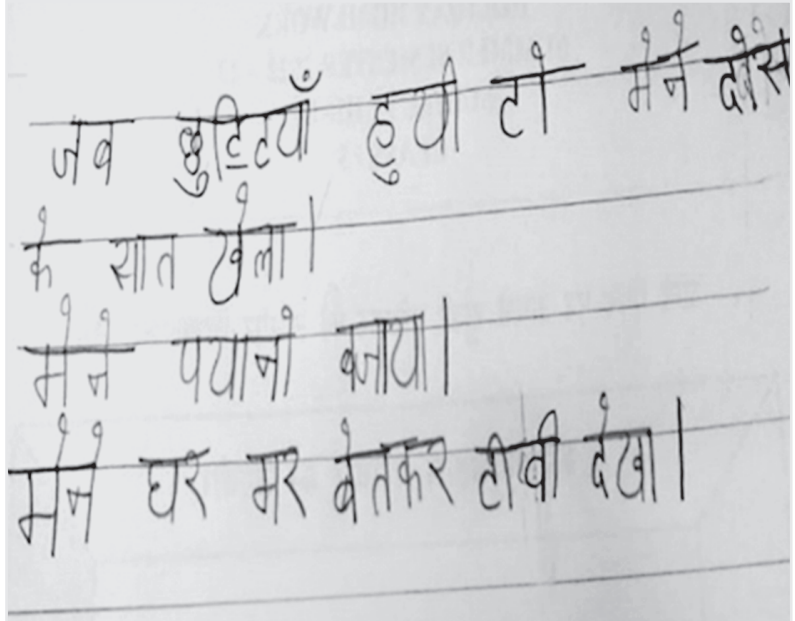 जब छुट्टियाँ हुयी टो मेने
के सात खेला।
मेने पयानो बजाया।
मेने घर मर बेतकर टीबी देखा।